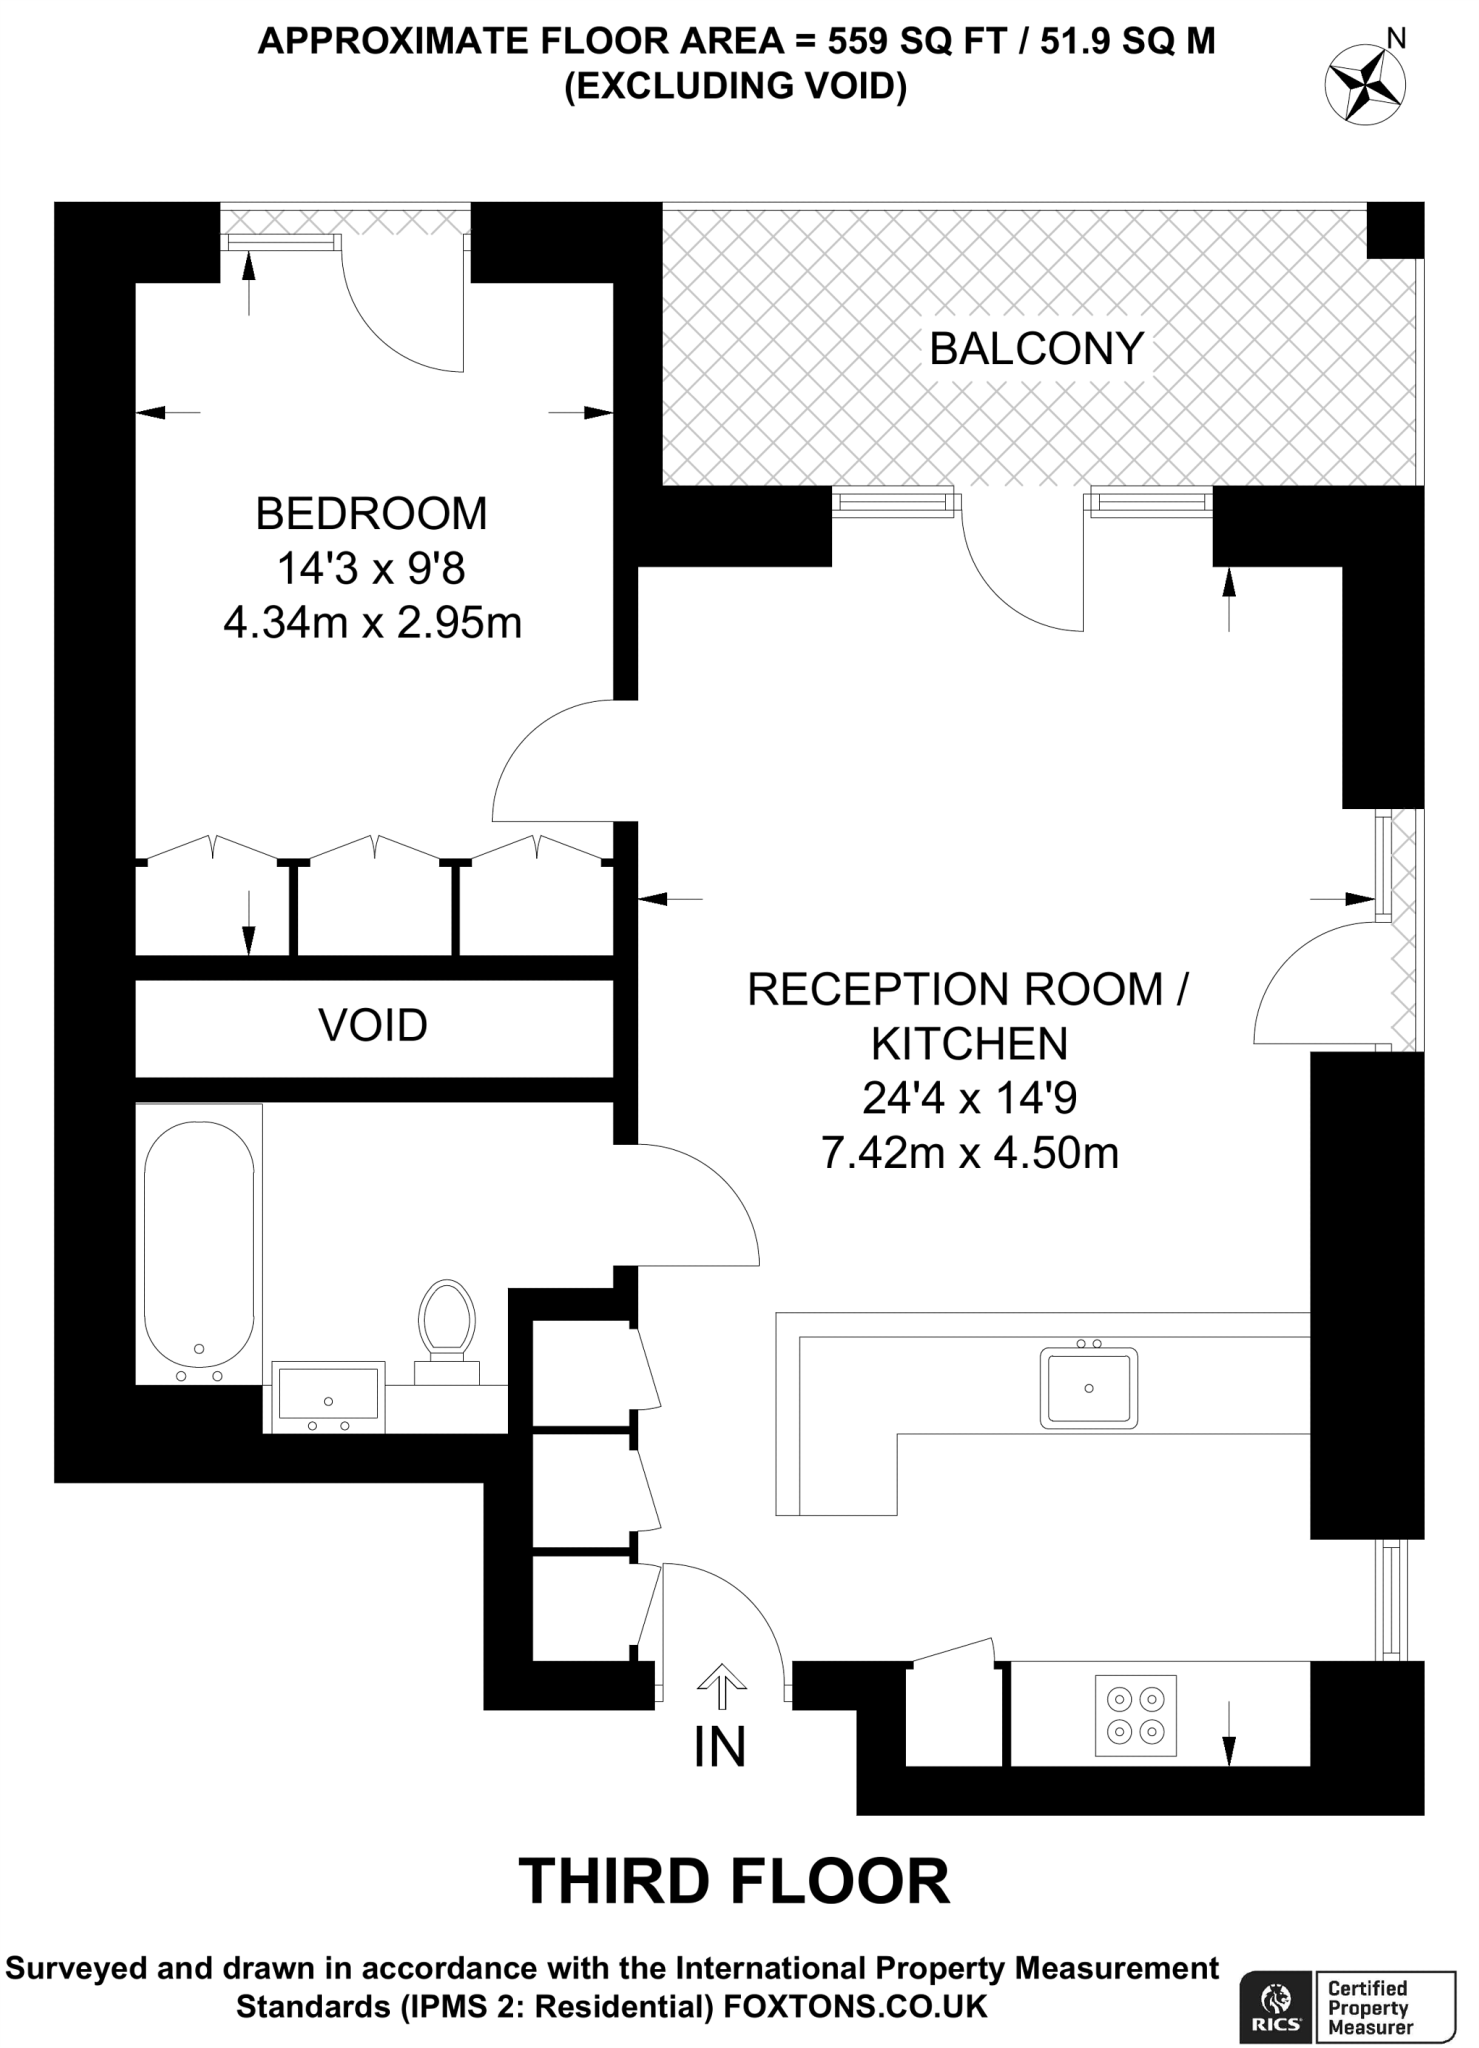 APPROXIMATE FLOOR AREA = 559 SQ FT / 51.9 SQ M
(EXCLUDING VOID)
N
BALCONY
BEDROOM
14'3 x 9'8
4.34m x 2.95m
RECEPTION ROOM /
KITCHEN
24'4 x 14'9
7.42m x 4.50m
VOID
IN
THIRD FLOOR
Surveyed and drawn in accordance with the International Property Measurement
Standards (IPMS 2: Residential) FOXTONS.CO.UK
RICS
Certified
Property
Measurer